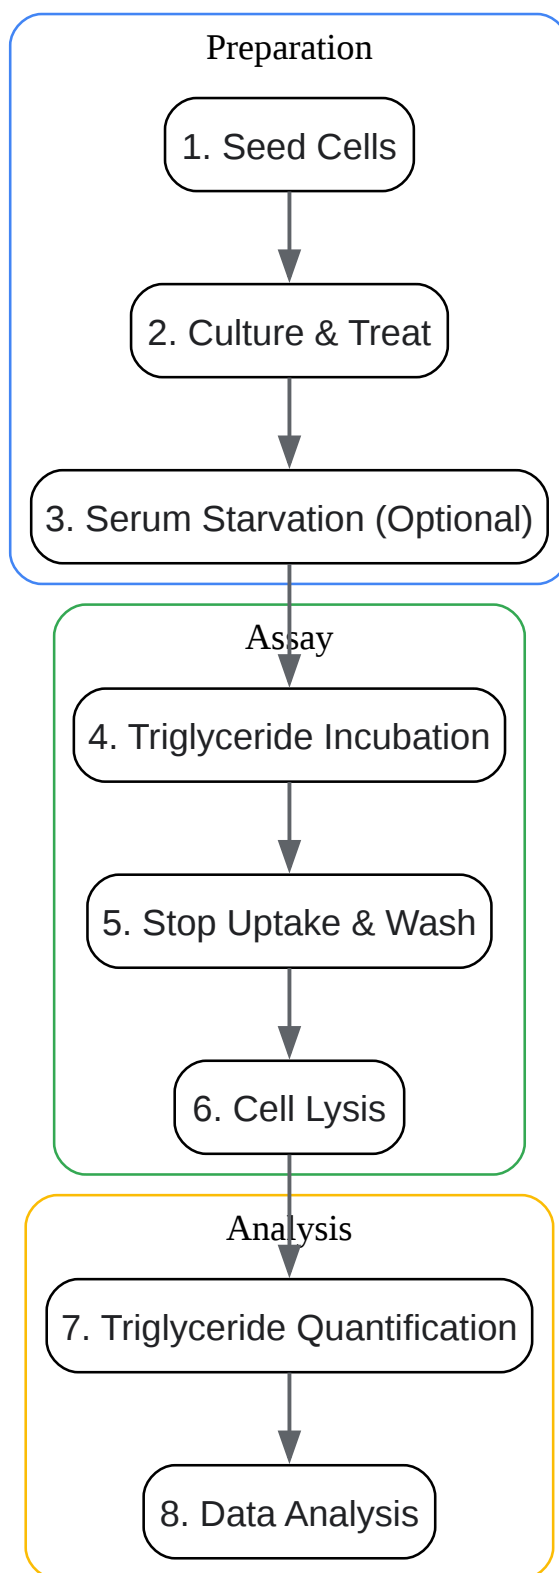 Preparation
1. Seed Cells
2. Culture & Treat
3. Serum Starvation (Optional)
Assay
4. Triglyceride Incubation
5. Stop Uptake & Wash
6. Cell Lysis
Analysis
7. Triglyceride Quantification
8. Data Analysis